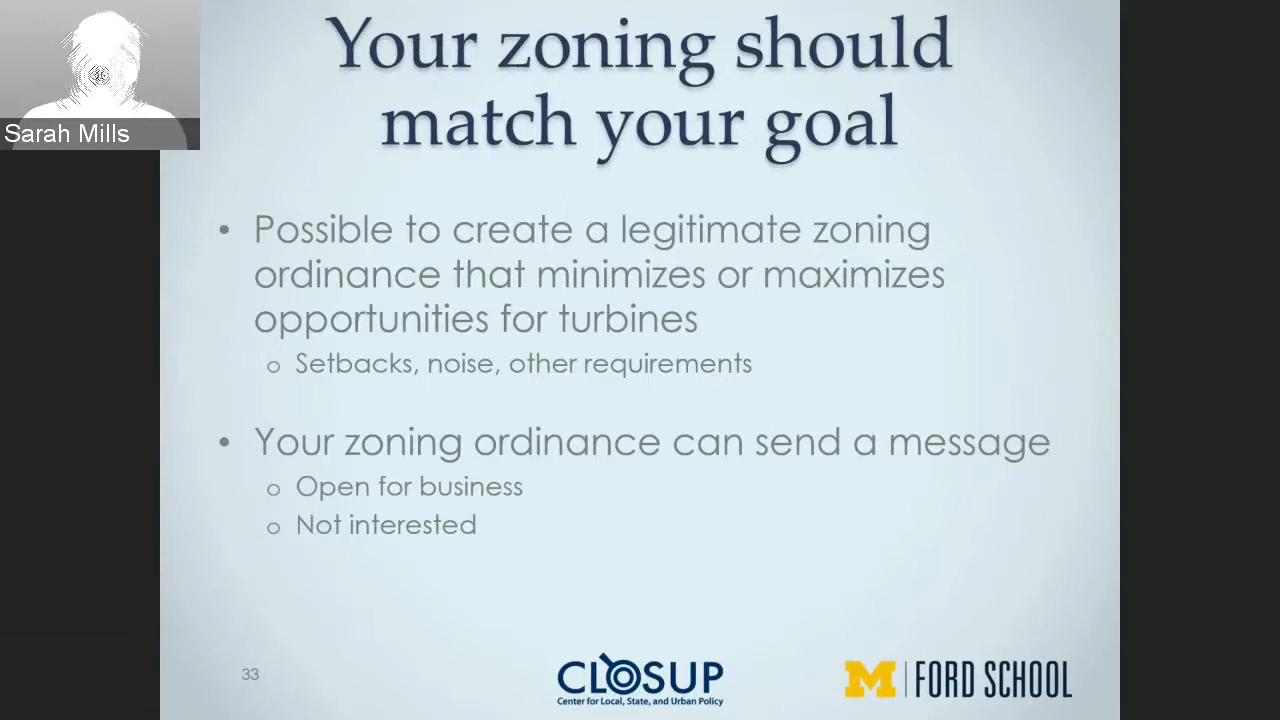 Sarah Mills
Your zoning should
match your goal
• Possible to create a legitimate zoning
ordinance that minimizes or maximizes
opportunities for turbines
o Setbacks, noise, other requirements
• Your zoning ordinance can send a message
o Open for business
o Not interested
33
CLOSUP
Center for Local, State, and Urban Policy
M | FORD SCHOOL